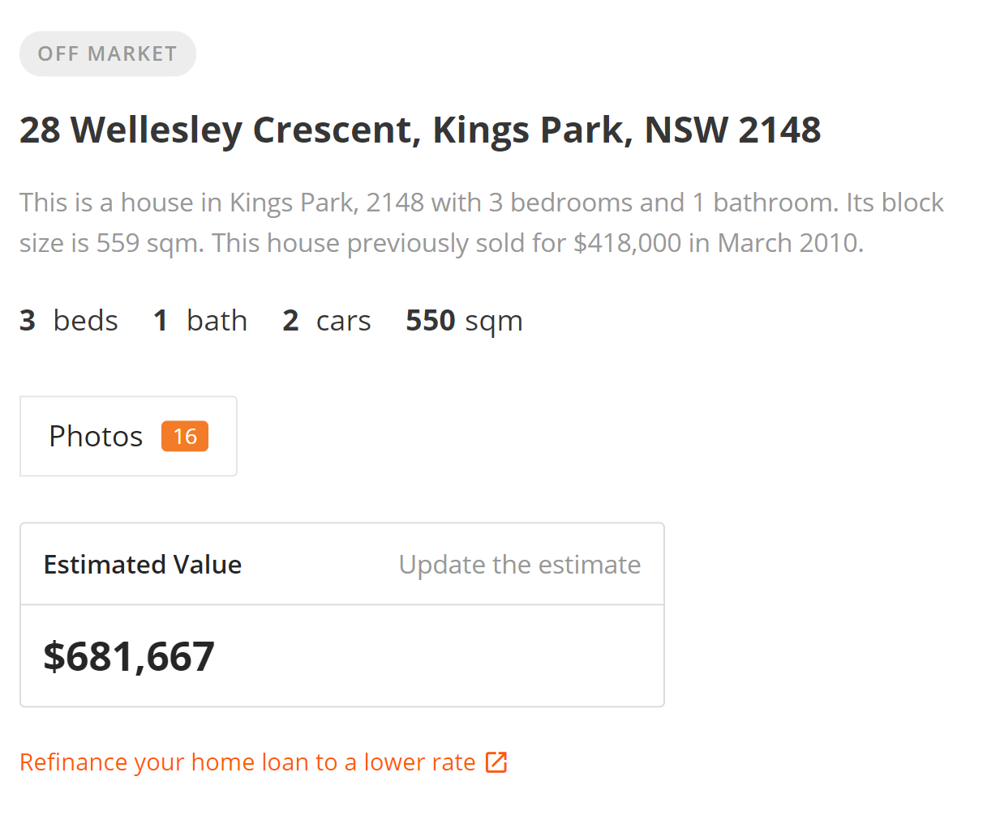 OFF MARKET
28 Wellesley Crescent, Kings Park, NSW 2148
This is a house in Kings Park, 2148 with 3 bedrooms and 1 bathroom. Its block
size is 559 sqm. This house previously sold for $418,000 in March 2010.
3 beds 1 bath 2 cars 550 sqm
Photos 16
Estimated Value Update the estimate
$681,667
Refinance your home loan to a lower rate